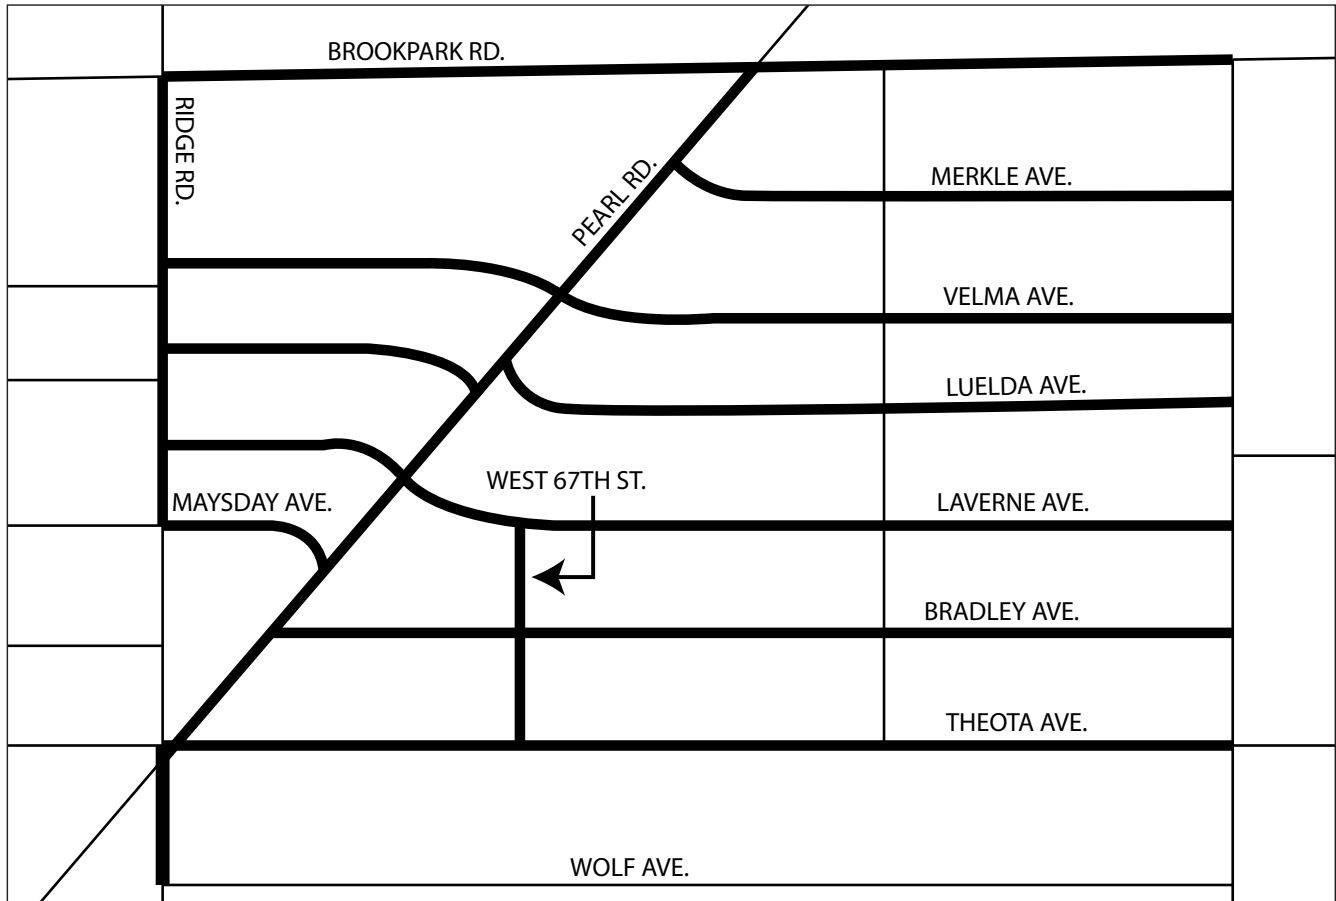 BROOKPARK RD.
RIDGE RD.
PEARL RD.
MERKLE AVE.
VELMA AVE.
LUELDA AVE.
WEST 67TH ST.
MAYSDAY AVE.
LAVERNE AVE.
BRADLEY AVE.
THEOTA AVE.
WOLF AVE.